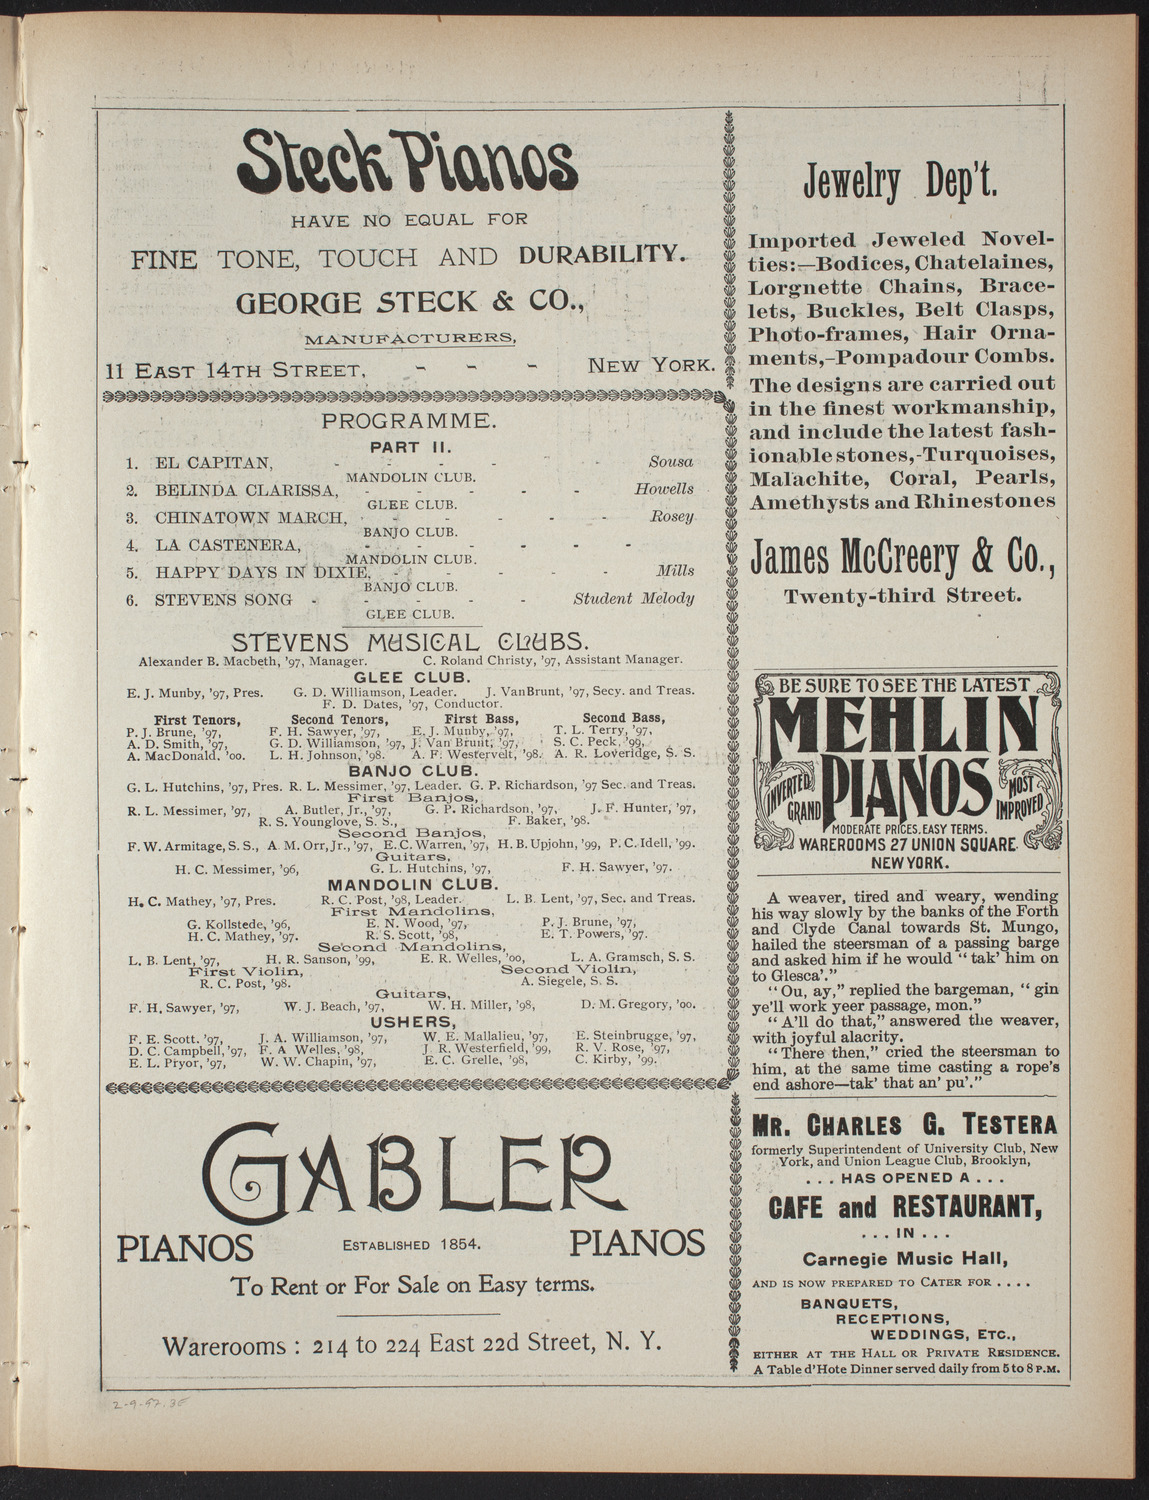 Steck Pianos
HAVE NO EQUAL FOR
FINE TONE, TOUCH AND DURABILITY.
GEORGE STECK & CO.,
MANUFACTURERS,
11 EAST 14TH STREET, - - - NEW YORK.
PROGRAMME.
PART II.
1. EL CAPITAN, - - - - - - Sousa
MANDOLIN CLUB.
2. BELINDA CLARISSA, - - - - - Howells
GLEE CLUB.
3. CHINATOWN MARCH, - - - - - Rosey
BANJO CLUB.
4. LA CASTENERA, - - - - - -
MANDOLIN CLUB.
5. HAPPY DAYS IN DIXIE, - - - - - Mills
BANJO CLUB.
6. STEVENS SONG - - - - - Student Melody
GLEE CLUB.
STEVENS MUSICAL CLUBS.
Alexander B. Macbeth, '97, Manager. C. Roland Christy, '97, Assistant Manager.
GLEE CLUB.
E. J. Munby, '97, Pres. G. D. Williamson, Leader. J. VanBrunt, '97, Secy. and Treas.
F. D. Dates, '97, Conductor.
First Tenors, Second Tenors, First Bass, Second Bass,
P. J. Brune, '97, F. H. Sawyer, '97, E. J. Munby, '97, T. L. Terry, '97,
A. D. Smith, '97, G. D. Williamson, '97, J. Van Brunt, '97, S. C. Peck, '99,
A. MacDonald, '00. L. H. Johnson, '98. A. F. Westervelt, '98. A. R. Loveridge, S. S.
BANJO CLUB.
G. L. Hutchins, '97, Pres. R. L. Messimer, '97, Leader. G. P. Richardson, '97 Sec. and Treas.
First Banjos,
R. L. Messimer, '97, A. Butler, Jr., '97, G. P. Richardson, '97, J. F. Hunter, '97,
R. S. Younglove, S. S., F. Baker, '98.
Second Banjos,
F. W. Armitage, S. S., A. M. Orr, Jr., '97, E. C. Warren, '97, H. B. Upjohn, '99, P. C. Idell, '99.
Guitars,
H. C. Messimer, '96, G. L. Hutchins, '97, F. H. Sawyer, '97.
MANDOLIN CLUB.
H. C. Mathey, '97, Pres. R. C. Post, '98, Leader. L. B. Lent, '97, Sec. and Treas.
First Mandolins,
G. Kollstede, '96, E. N. Wood, '97, P. J. Brune, '97,
H. C. Mathey, '97. R. S. Scott, '98, E. T. Powers, '97.
Second Mandolins,
L. B. Lent, '97, H. R. Sanson, '99, E. R. Welles, '00, L. A. Gramsch, S. S.
First Violin, Second Violin,
R. C. Post, '98. A. Siegele, S. S.
Guitars,
F. H. Sawyer, '97, W. J. Beach, '97, W. H. Miller, '98, D. M. Gregory, '00.
USHERS,
F. E. Scott, '97, J. A. Williamson, '97, W. E. Mallalieu, '97, E. Steinbrugge, '97,
D. C. Campbell, '97, F. A. Welles, '98, J. R. Westerfield, '99, R. V. Rose, '97,
E. L. Pryor, '97, W. W. Chapin, '97, E. C. Grelle, '98, C. Kirby, '99.
GABLER
PIANOS ESTABLISHED 1854. PIANOS
To Rent or For Sale on Easy terms.
Warerooms : 214 to 224 East 22d Street, N. Y.
2-9-97.3E
Jewelry Dep't.
Imported Jeweled Novel-
ties:—Bodices, Chatelaines,
Lorgnette Chains, Brace-
lets, Buckles, Belt Clasps,
Photo-frames, Hair Orna-
ments,-Pompadour Combs.
The designs are carried out
in the finest workmanship,
and include the latest fash-
ionable stones,-Turquoises,
Malachite, Coral, Pearls,
Amethysts and Rhinestones
James McCreery & Co.,
Twenty-third Street.
BE SURE TO SEE THE LATEST
MEHLIN
PIANOS
INVERTED GRAND
MOST IMPROVED
MODERATE PRICES. EASY TERMS.
WAREROOMS 27 UNION SQUARE.
NEW YORK.
A weaver, tired and weary, wending
his way slowly by the banks of the Forth
and Clyde Canal towards St. Mungo,
hailed the steersman of a passing barge
and asked him if he would " tak' him on
to Glesca'."
"Ou, ay," replied the bargeman, " gin
ye'll work yeer passage, mon."
" A'll do that," answered the weaver,
with joyful alacrity.
"There then," cried the steersman to
him, at the same time casting a rope's
end ashore—tak' that an' pu'."
MR. CHARLES G. TESTERA
formerly Superintendent of University Club, New
York, and Union League Club, Brooklyn,
. . . HAS OPENED A . . .
CAFE and RESTAURANT,
. . . IN . . .
Carnegie Music Hall,
AND IS NOW PREPARED TO CATER FOR . . . .
BANQUETS,
RECEPTIONS,
WEDDINGS, ETC.,
EITHER AT THE HALL OR PRIVATE RESIDENCE.
A Table d'Hote Dinner served daily from 5 to 8 P.M.